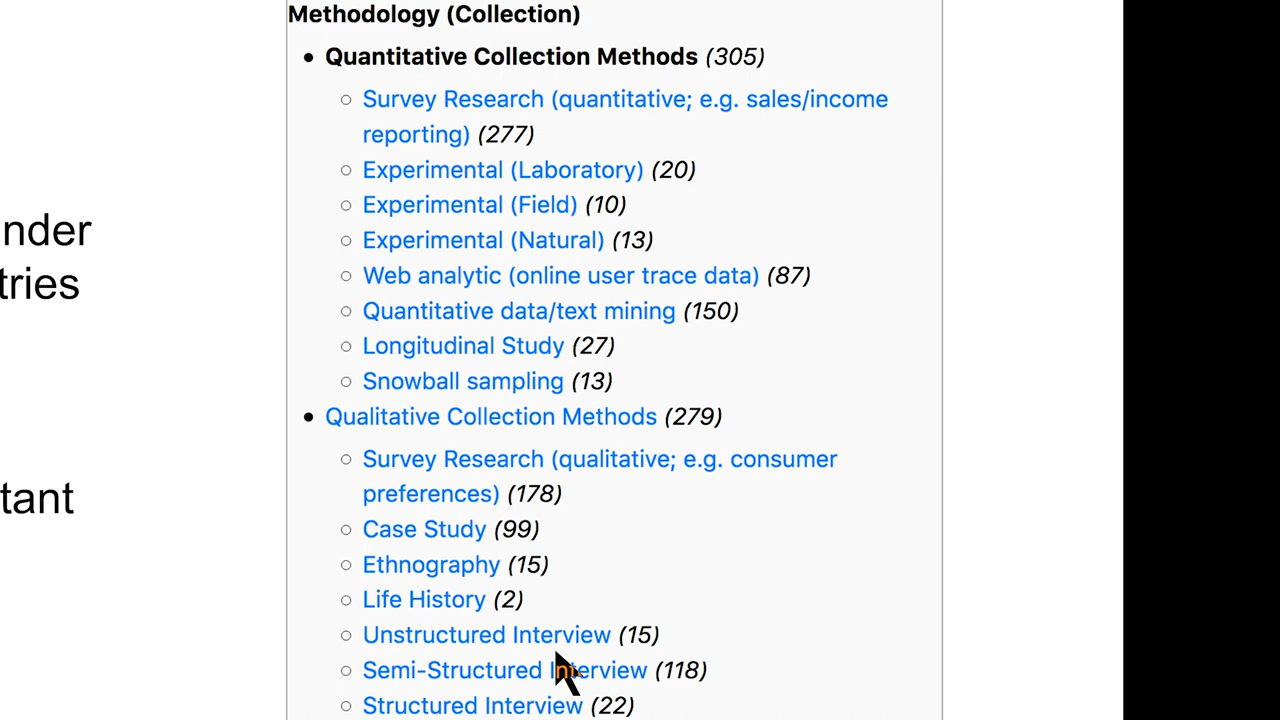 Methodology (Collection)
• Quantitative Collection Methods (305)
○ Survey Research (quantitative; e.g. sales/income
reporting) (277)
○ Experimental (Laboratory) (20)
○ Experimental (Field) (10)
○ Experimental (Natural) (13)
○ Web analytic (online user trace data) (87)
○ Quantitative data/text mining (150)
○ Longitudinal Study (27)
○ Snowball sampling (13)
• Qualitative Collection Methods (279)
○ Survey Research (qualitative; e.g. consumer
preferences) (178)
○ Case Study (99)
○ Ethnography (15)
○ Life History (2)
○ Unstructured Interview (15)
○ Semi-Structured Interview (118)
○ Structured Interview (22)
nder
tries
tant